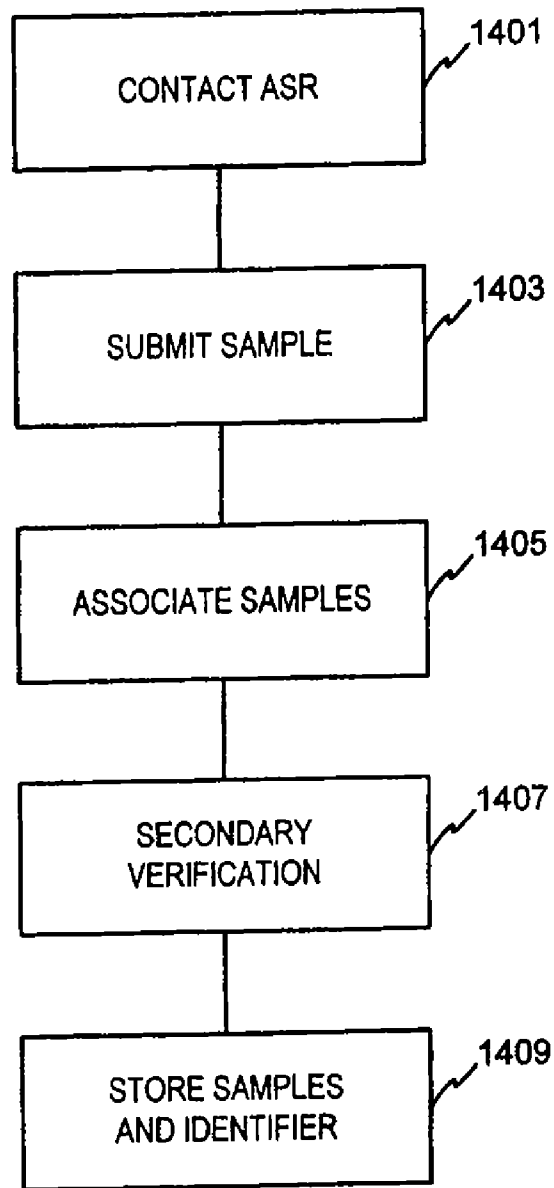 1401
CONTACT ASR
1403
SUBMIT SAMPLE
1405
ASSOCIATE SAMPLES
1407
SECONDARY
VERIFICATION
1409
STORE SAMPLES
AND IDENTIFIER